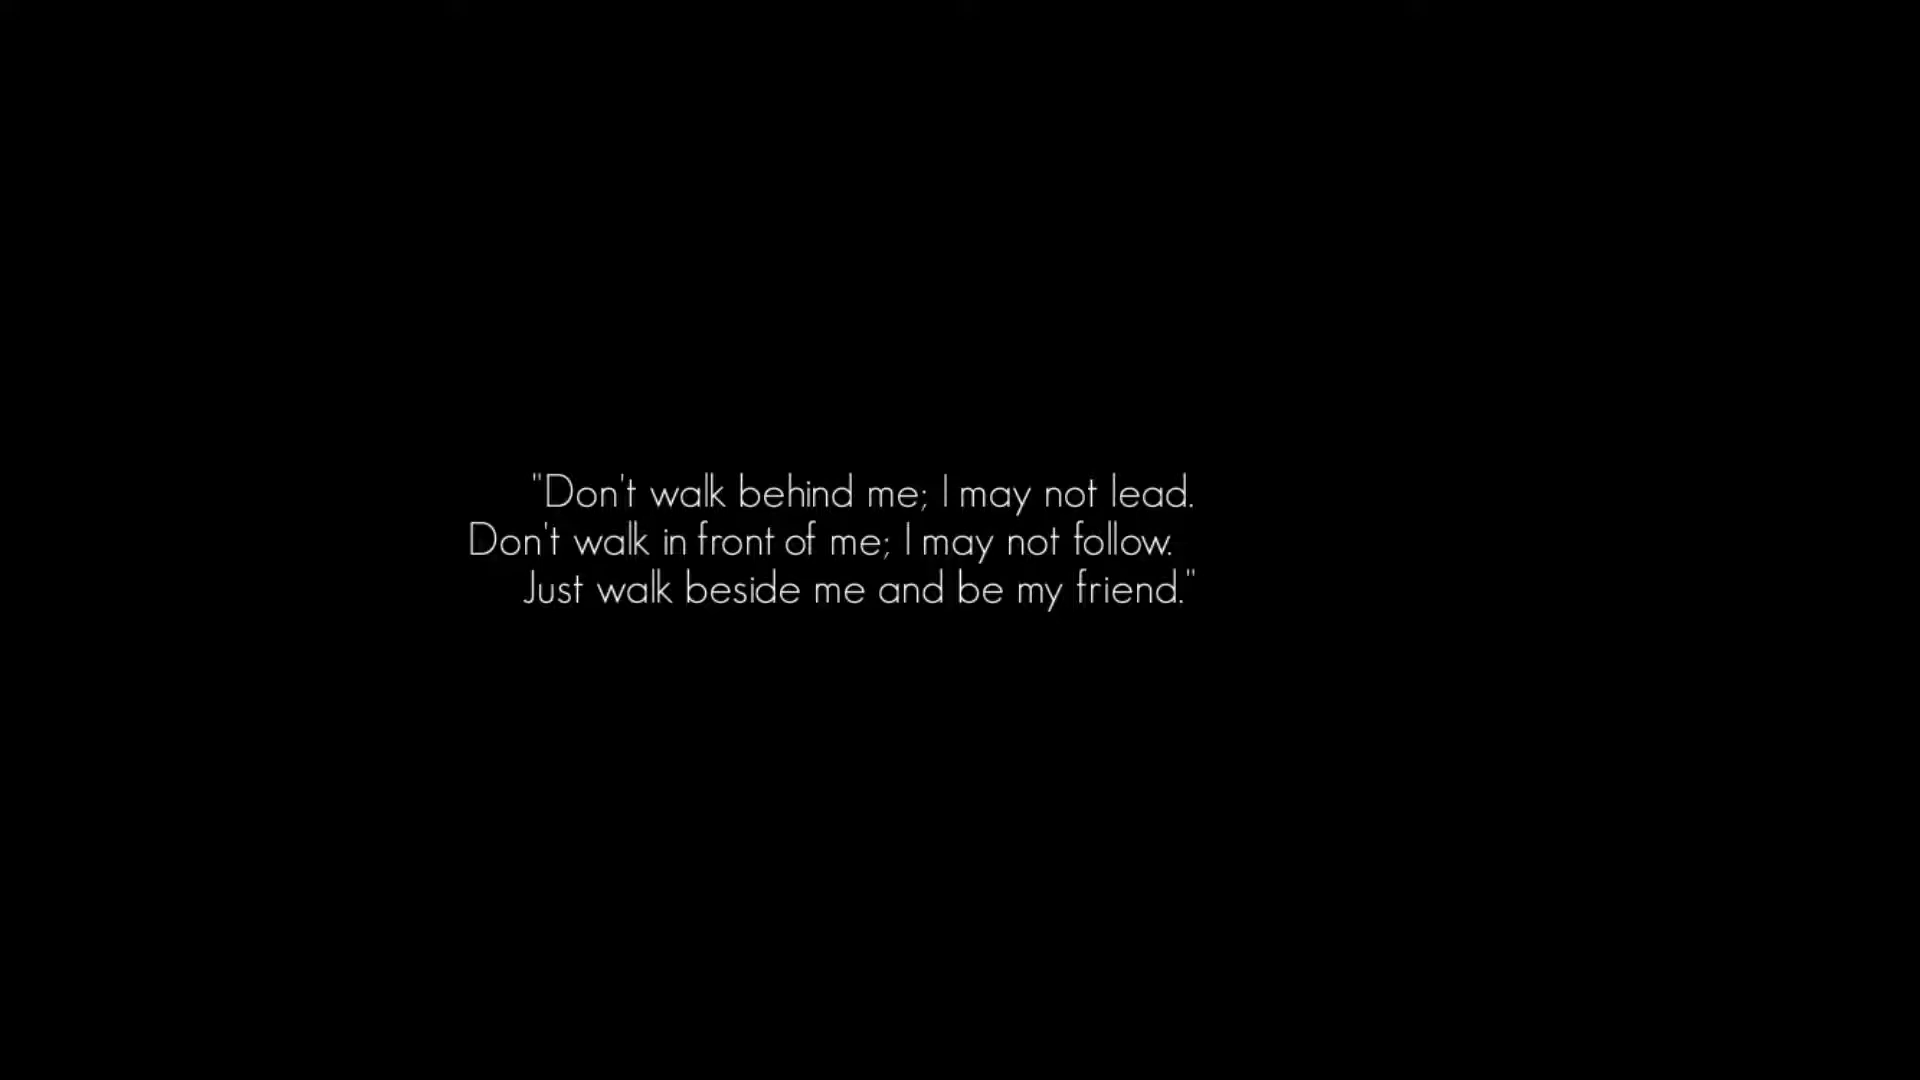 "Don't walk behind me; I may not lead.
Don't walk in front of me; I may not follow.
Just walk beside me and be my friend."